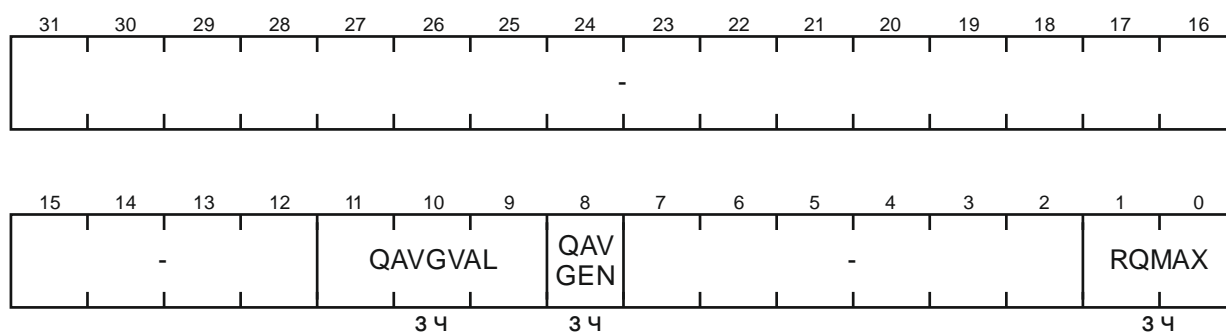 31 30 29 28 27 26 25 24 23 22 21 20 19 18 17 16
-
15 14 13 12 11 10 9 8 7 6 5 4 3 2 1 0
- QAVGVAL QAV GEN - RQMAX
З Ч З Ч З Ч